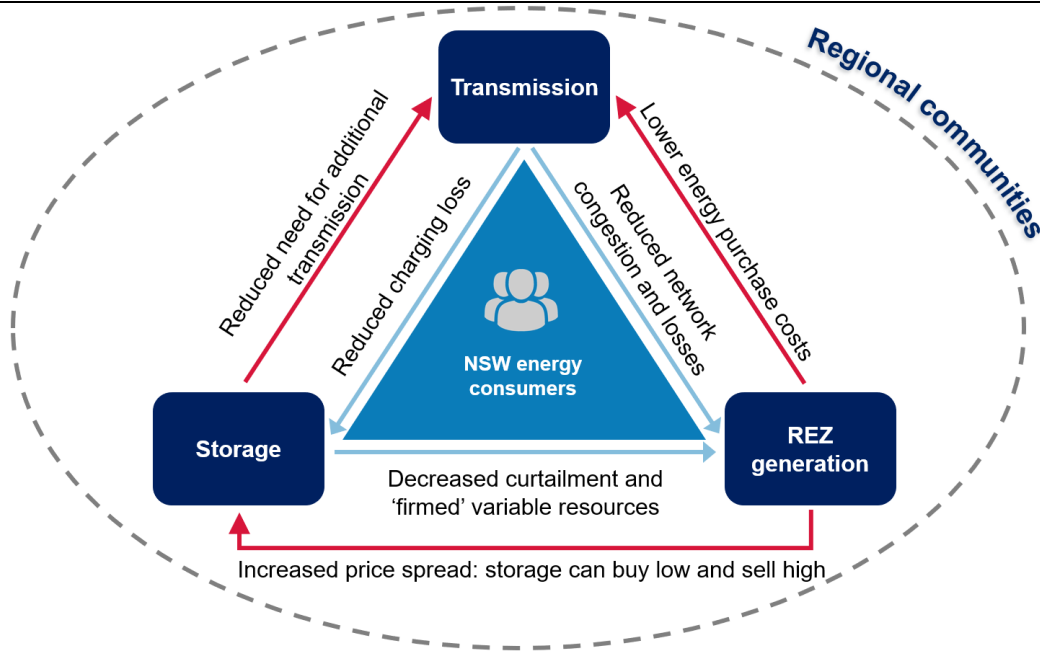 Regional communities
Transmission
Reduced need for additional
transmission
Reduced charging loss
Reduced network
congestion and losses
Lower energy purchase costs
NSW energy
consumers
Storage
REZ
generation
Decreased curtailment and
‘firmed’ variable resources
Increased price spread: storage can buy low and sell high